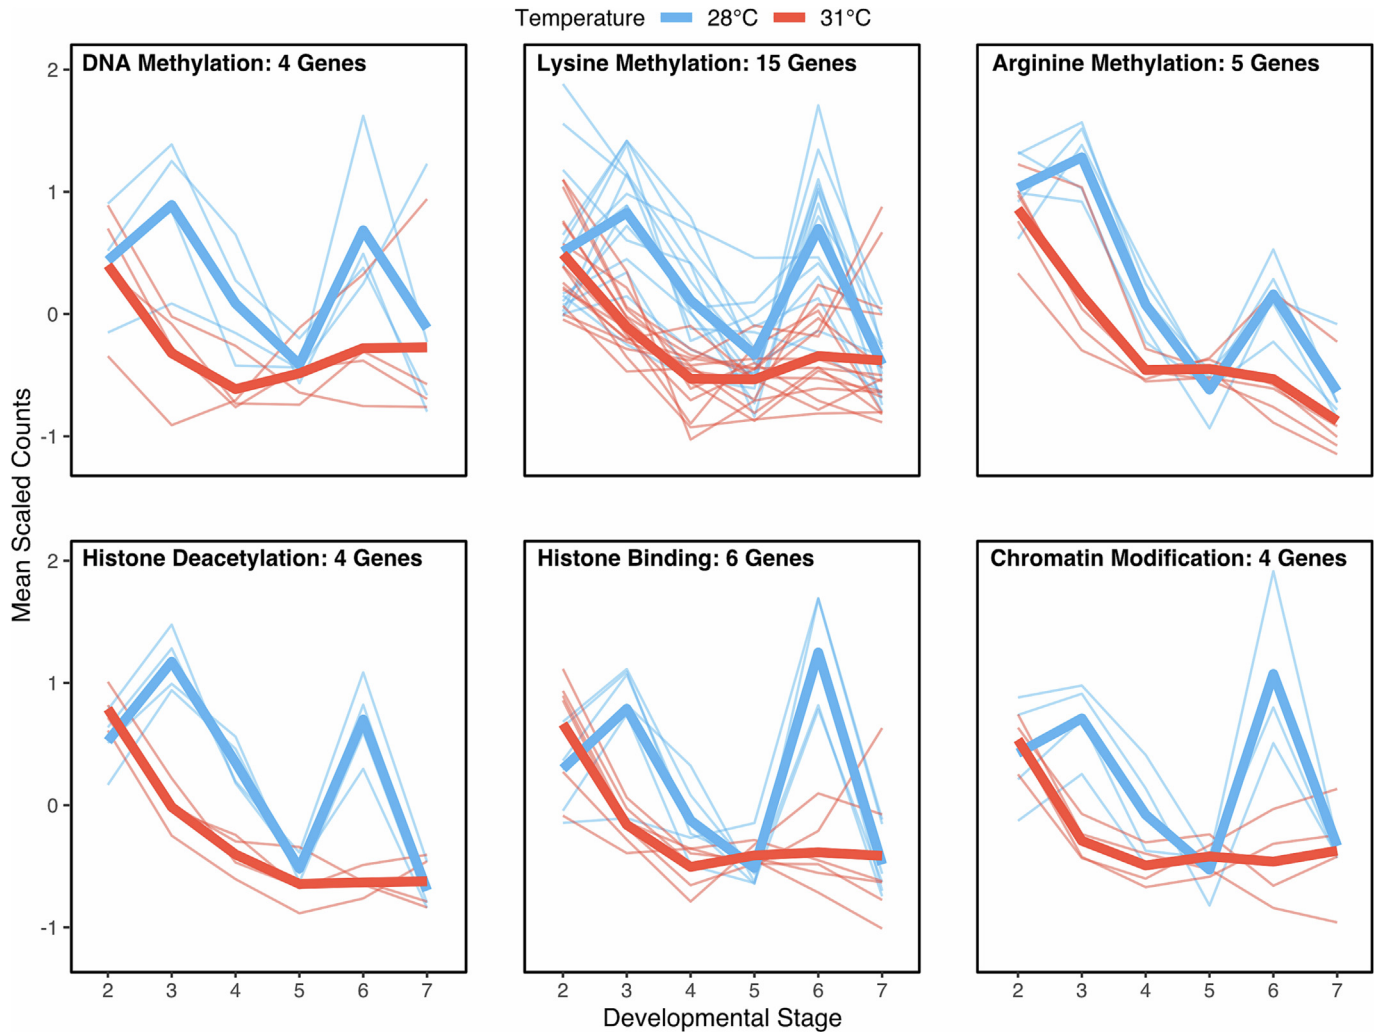 Temperature 28°C 31°C
DNA Methylation: 4 Genes
Lysine Methylation: 15 Genes
Arginine Methylation: 5 Genes
2
1
0
-1
Mean Scaled Counts
Histone Deacetylation: 4 Genes
Histone Binding: 6 Genes
Chromatin Modification: 4 Genes
2
1
0
-1
2 3 4 5 6 7
2 3 4 5 6 7
2 3 4 5 6 7
Developmental Stage